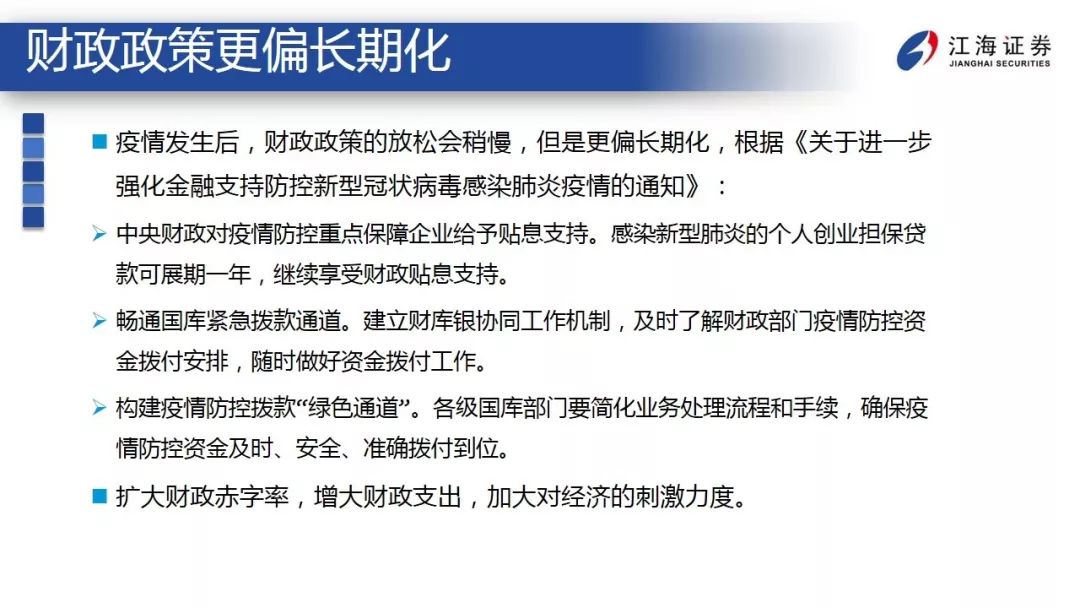 财政政策更偏长期化
江海证券
JIANGHAI SECURITIES
疫情发生后，财政政策的放松会稍慢，但是更偏长期化，根据《关于进一步
强化金融支持防控新型冠状病毒感染肺炎疫情的通知》：
中央财政对疫情防控重点保障企业给予贴息支持。感染新型肺炎的个人创业担保贷
款可展期一年，继续享受财政贴息支持。
畅通国库紧急拨款通道。建立财库银协同工作机制，及时了解财政部门疫情防控资
金拨付安排，随时做好资金拨付工作。
构建疫情防控拨款“绿色通道”。各级国库部门要简化业务处理流程和手续，确保疫
情防控资金及时、安全、准确拨付到位。
扩大财政赤字率，增大财政支出，加大对经济的刺激力度。